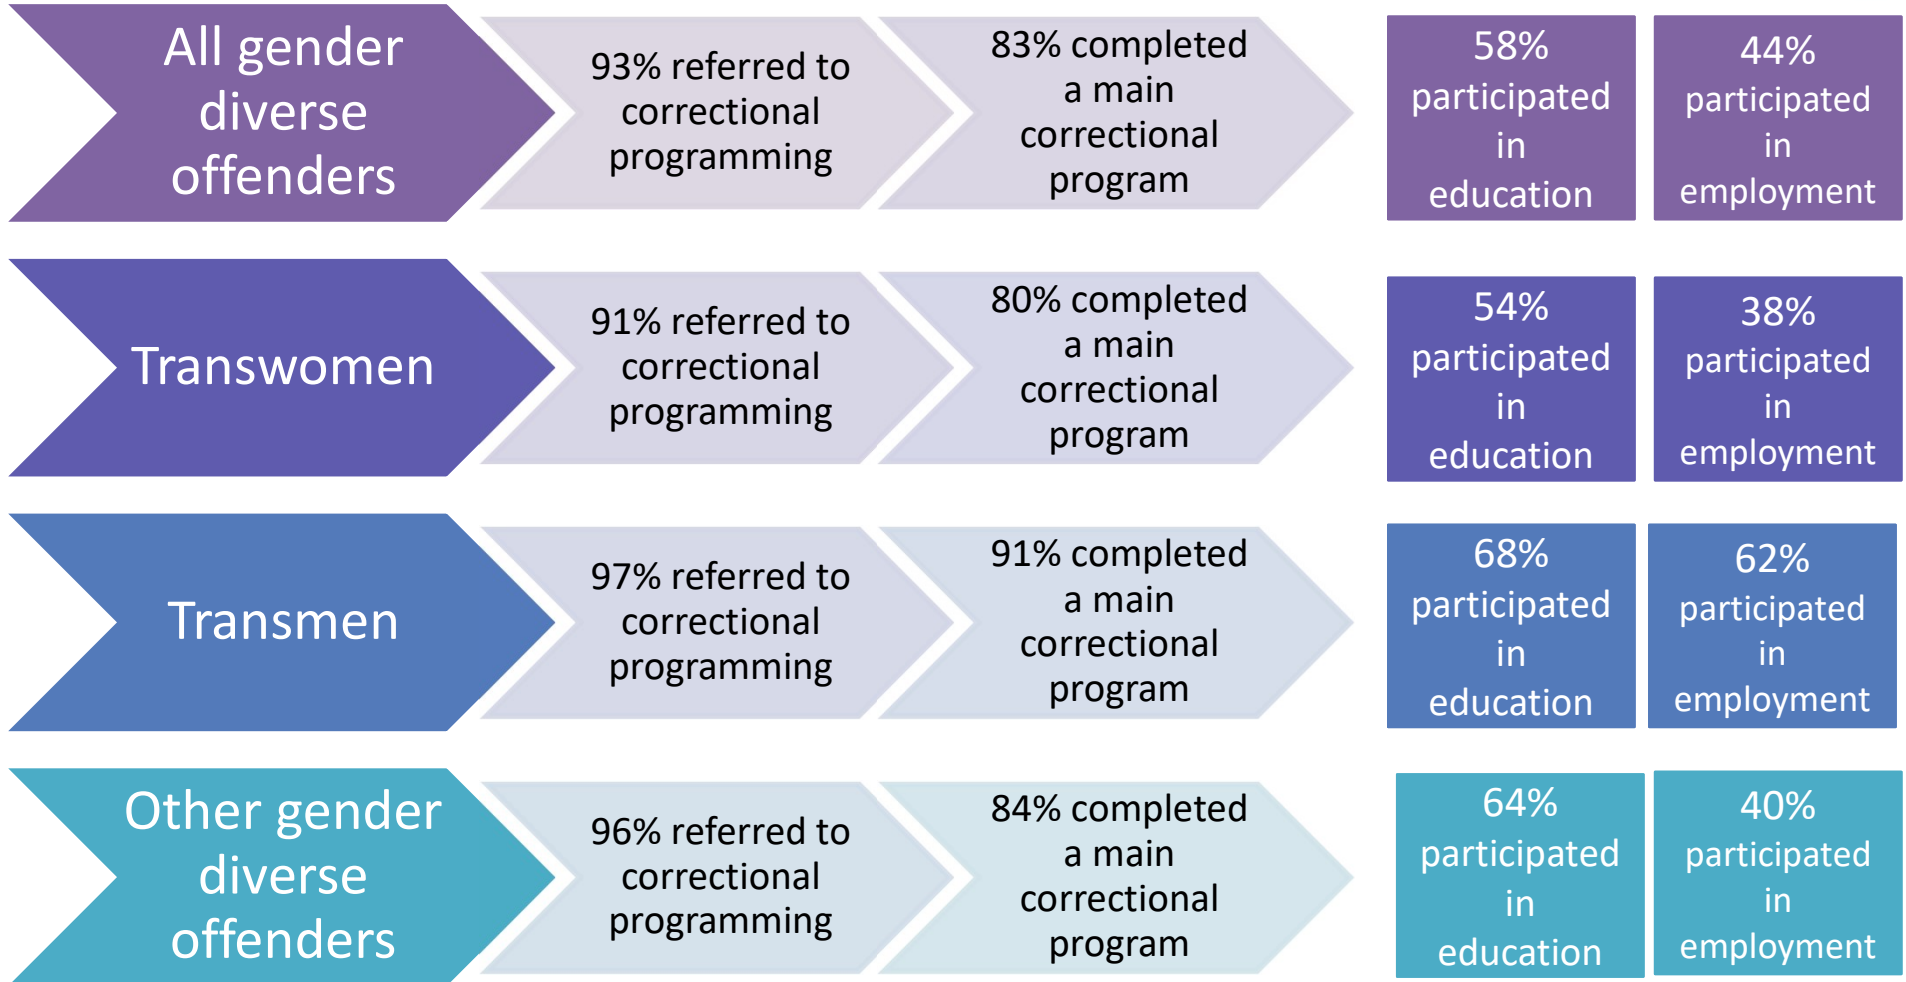 All gender
diverse
offenders
93% referred to
correctional
programming
83% completed
a main
correctional
program
58%
participated
in
education
44%
participated
in
employment
Transwomen
91% referred to
correctional
programming
80% completed
a main
correctional
program
54%
participated
in
education
38%
participated
in
employment
Transmen
97% referred to
correctional
programming
91% completed
a main
correctional
program
68%
participated
in
education
62%
participated
in
employment
Other gender
diverse
offenders
96% referred to
correctional
programming
84% completed
a main
correctional
program
64%
participated
in
education
40%
participated
in
employment